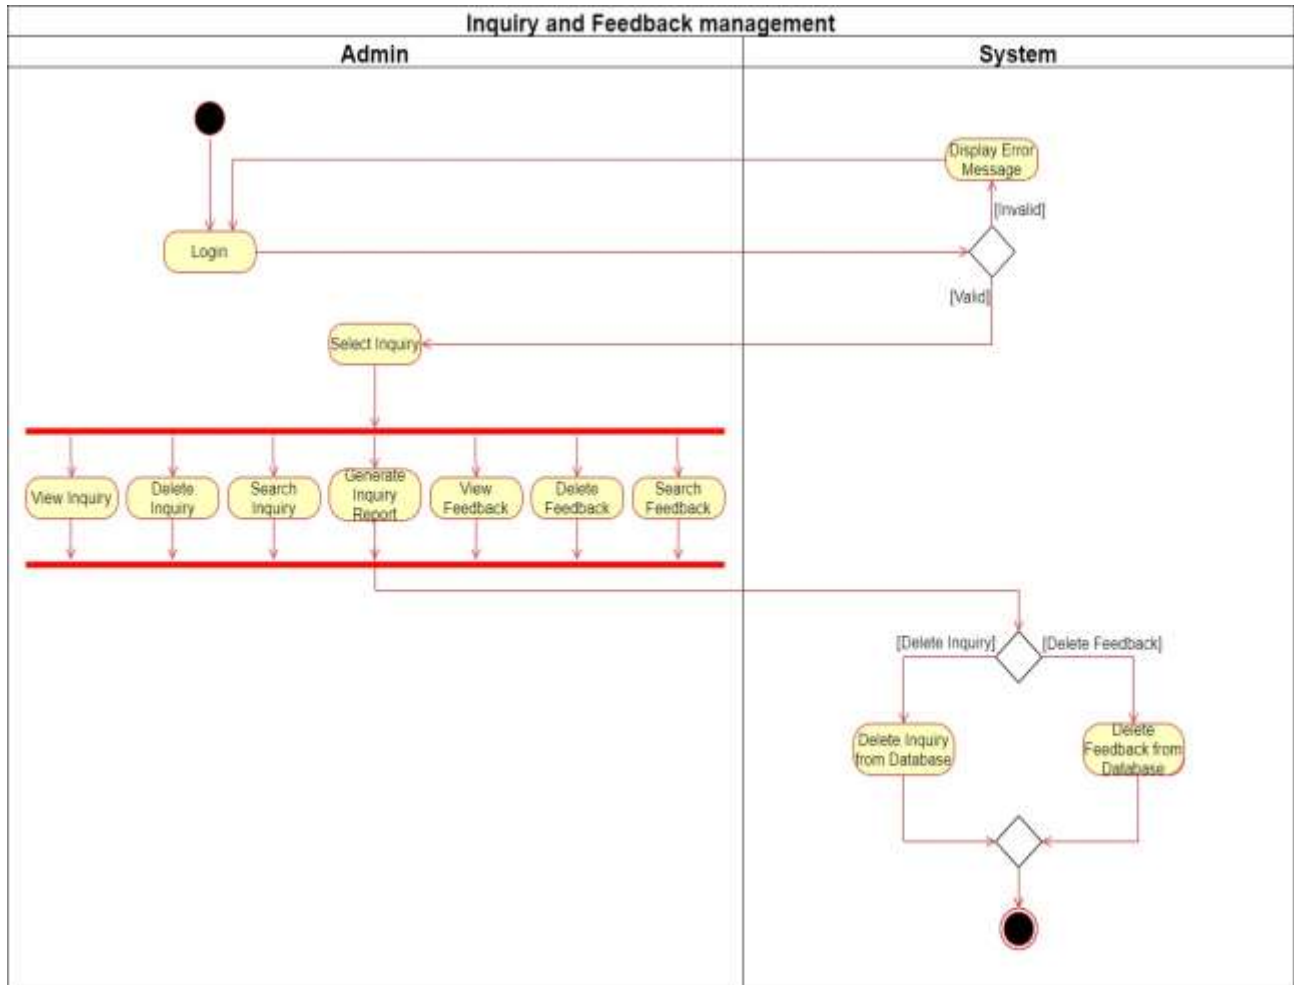 Inquiry and Feedback management
Admin
System
Display Error
Message
[Invalid]
Login
[Valid]
Select Inquiry
View Inquiry
Delete
Inquiry
Search
Inquiry
Generate
Inquiry
Report
View
Feedback
Delete
Feedback
Search
Feedback
[Delete Inquiry]
[Delete Feedback]
Delete Inquiry
from Database
Delete
Feedback from
Database